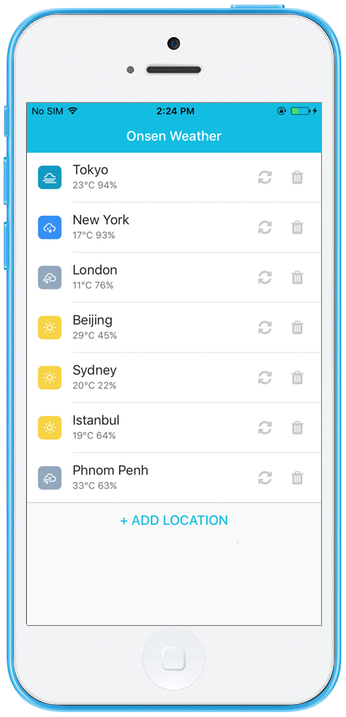 No SIM 2:24 PM
Onsen Weather
Tokyo
23°C 94%
New York
17°C 93%
London
11°C 76%
Beijing
29°C 45%
Sydney
20°C 22%
Istanbul
19°C 64%
Phnom Penh
33°C 63%
+ ADD LOCATION